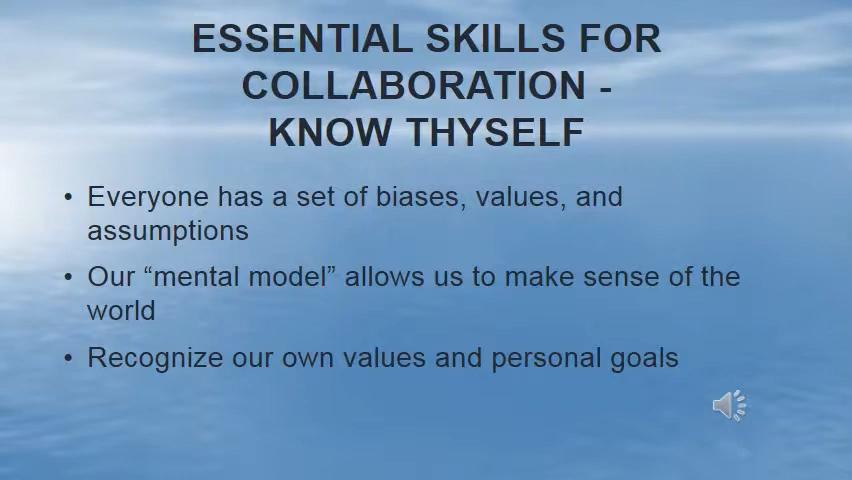 ESSENTIAL SKILLS FOR
COLLABORATION -
KNOW THYSELF
• Everyone has a set of biases, values, and
assumptions
• Our “mental model” allows us to make sense of the
world
• Recognize our own values and personal goals